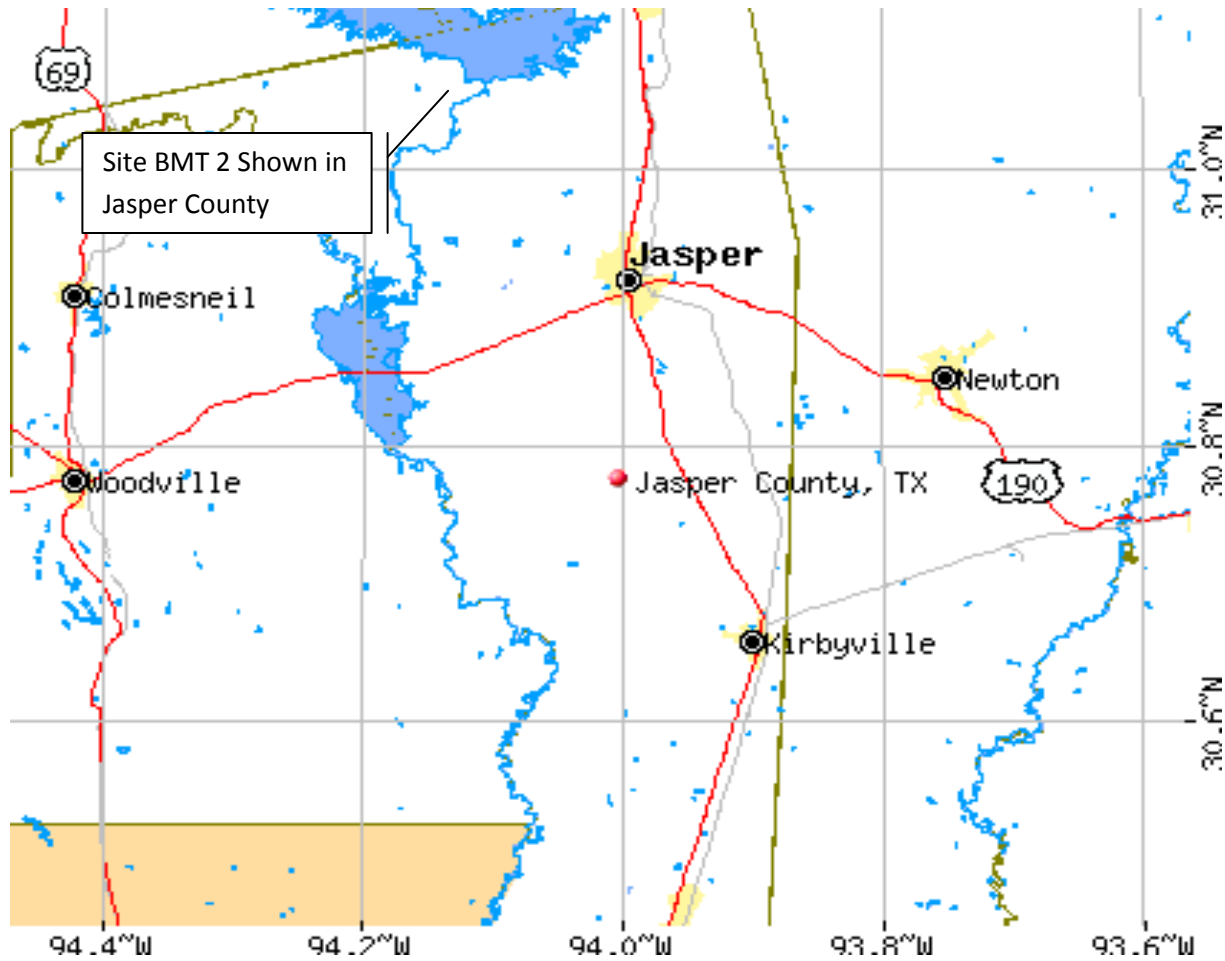 69
Site BMT 2 Shown in
Jasper County
31.0~N
Jasper
Colmesneil
Newton
30.8~N
Woodville
Jasper County, TX
190
Kirbyville
30.6~N
94.4~W
94.2~W
94.0~W
93.8~W
93.6~W